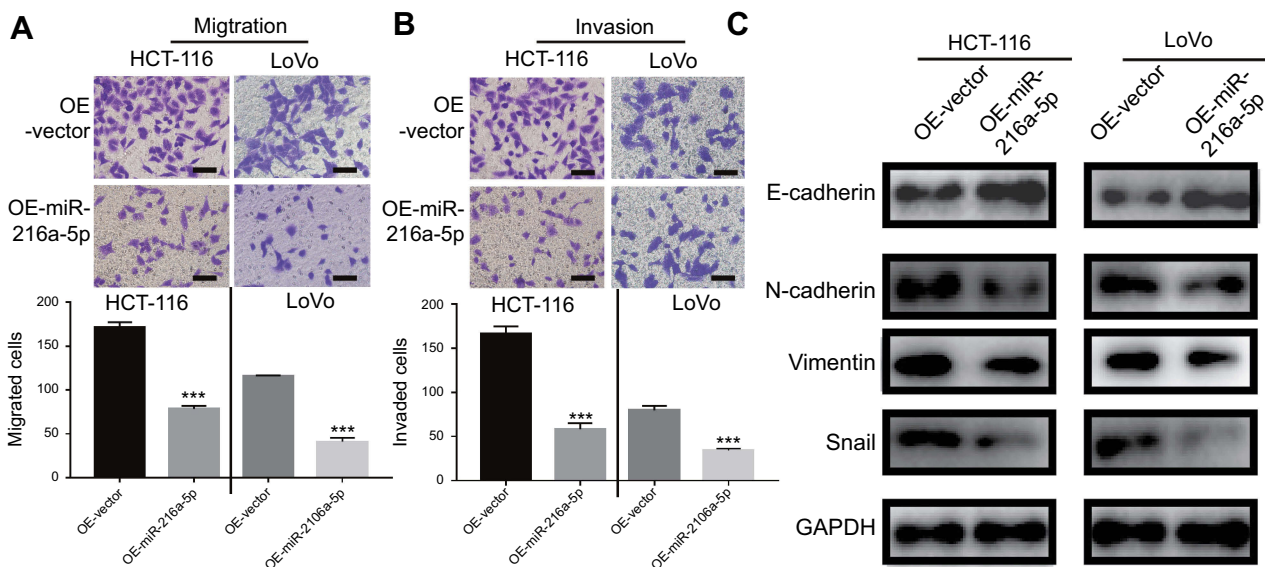 A
Migtration
HCT-116
LoVo
OE
-vector
OE-miR-
216a-5p
HCT-116
LoVo
Migrated cells
200
150
100
50
0
***
***
OE-vector
OE-miR-216a-5p
OE-vector
OE-miR-2106a-5p
B
Invasion
HCT-116
LoVo
OE
-vector
OE-miR-
216a-5p
HCT-116
LoVo
Invaded cells
200
150
100
50
0
***
***
OE-vector
OE-miR-216a-5p
OE-vector
OE-miR-2106a-5p
C
HCT-116
LoVo
OE-vector
OE-miR-
216a-5p
OE-vector
OE-miR-
216a-5p
E-cadherin
N-cadherin
Vimentin
Snail
GAPDH